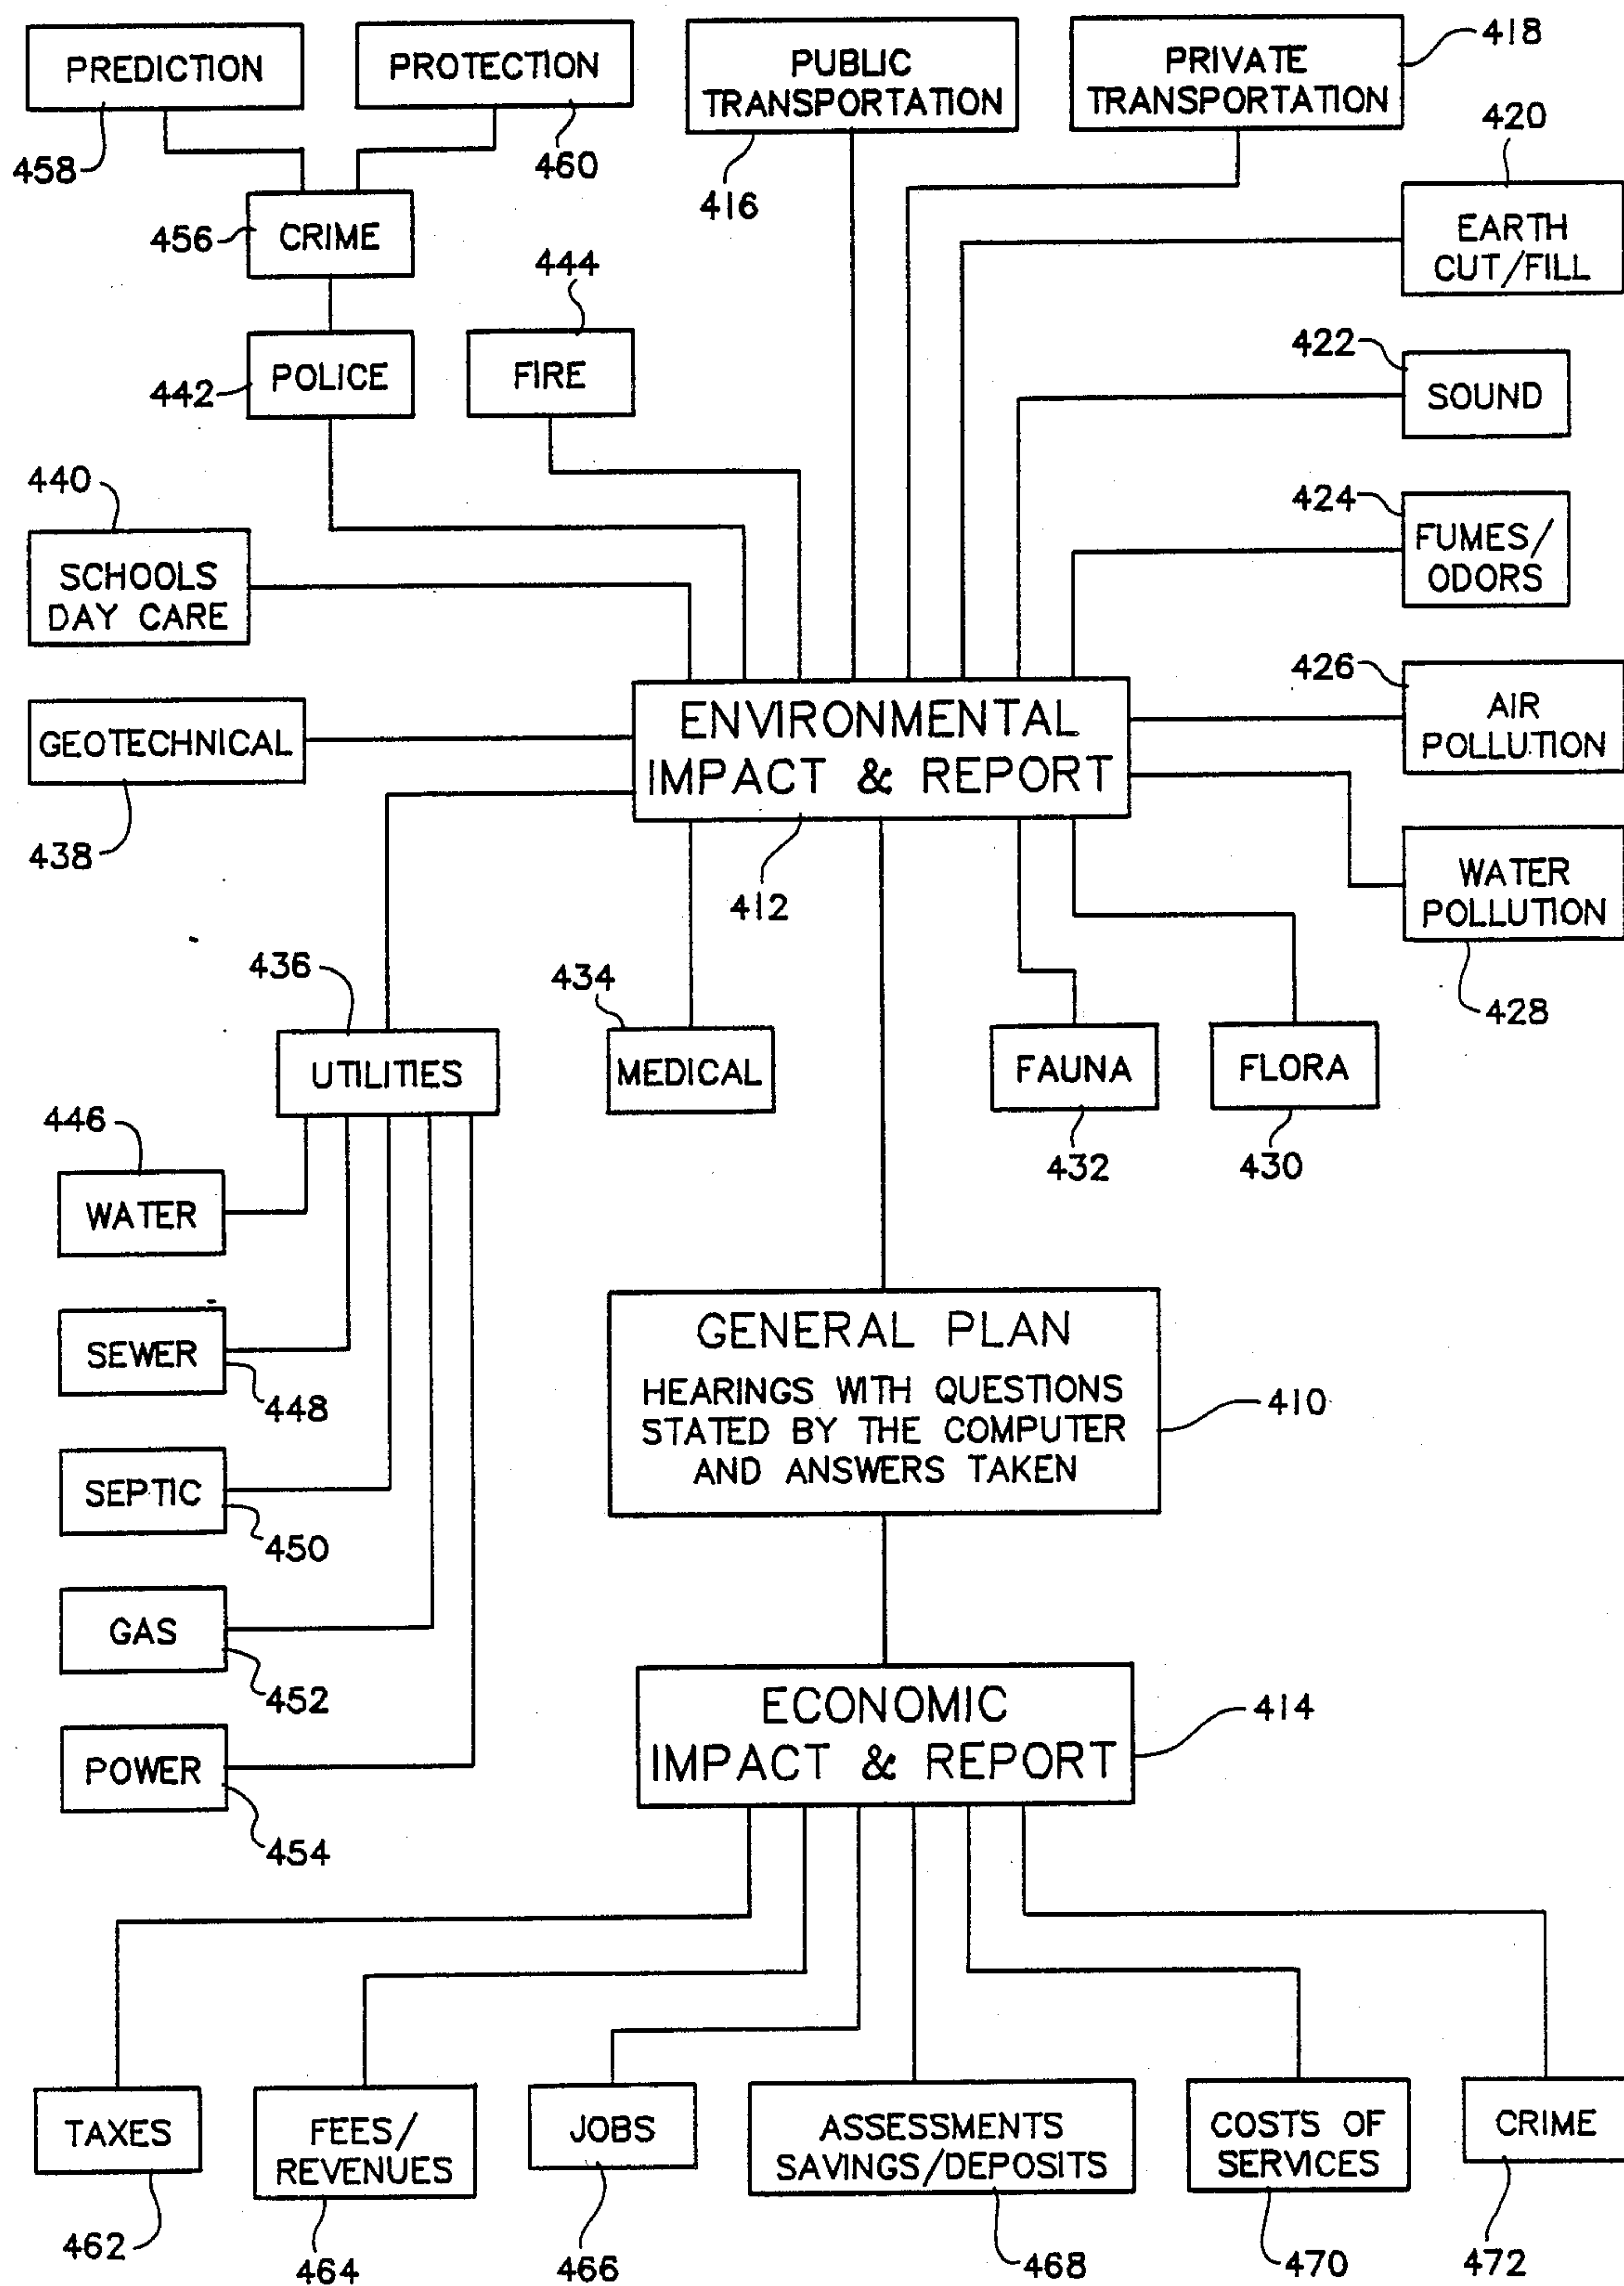 PREDICTION
458
PROTECTION
460
PUBLIC
TRANSPORTATION
416
PRIVATE
TRANSPORTATION
418
420
EARTH
CUT/FILL
456
CRIME
444
442
POLICE
FIRE
422
SOUND
440
SCHOOLS
DAY CARE
424
FUMES/
ODORS
426
AIR
POLLUTION
GEOTECHNICAL
438
ENVIRONMENTAL
IMPACT & REPORT
412
WATER
POLLUTION
428
436
UTILITIES
434
MEDICAL
FAUNA
432
FLORA
430
446
WATER
SEWER
448
SEPTIC
450
GAS
452
POWER
454
GENERAL PLAN
HEARINGS WITH QUESTIONS
STATED BY THE COMPUTER
AND ANSWERS TAKEN
410
ECONOMIC
IMPACT & REPORT
414
TAXES
462
FEES/
REVENUES
464
JOBS
466
ASSESSMENTS
SAVINGS/DEPOSITS
468
COSTS OF
SERVICES
470
CRIME
472